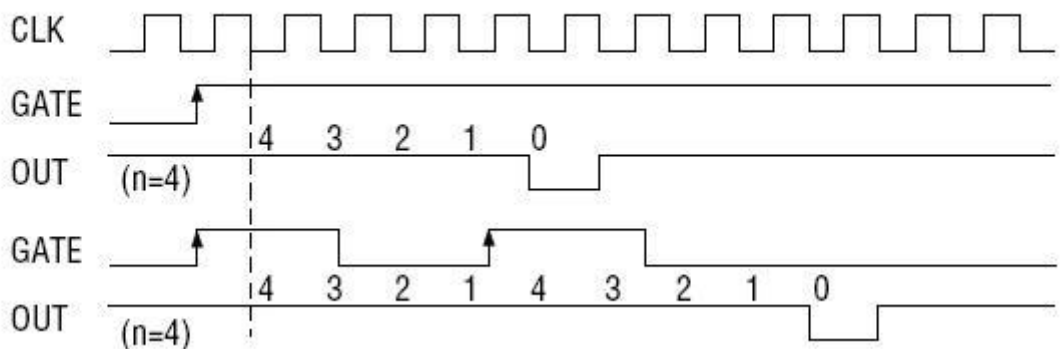 CLK
GATE
4 3 2 1 0
OUT (n=4)
GATE
4 3 2 1 4 3 2 1 0
OUT (n=4)